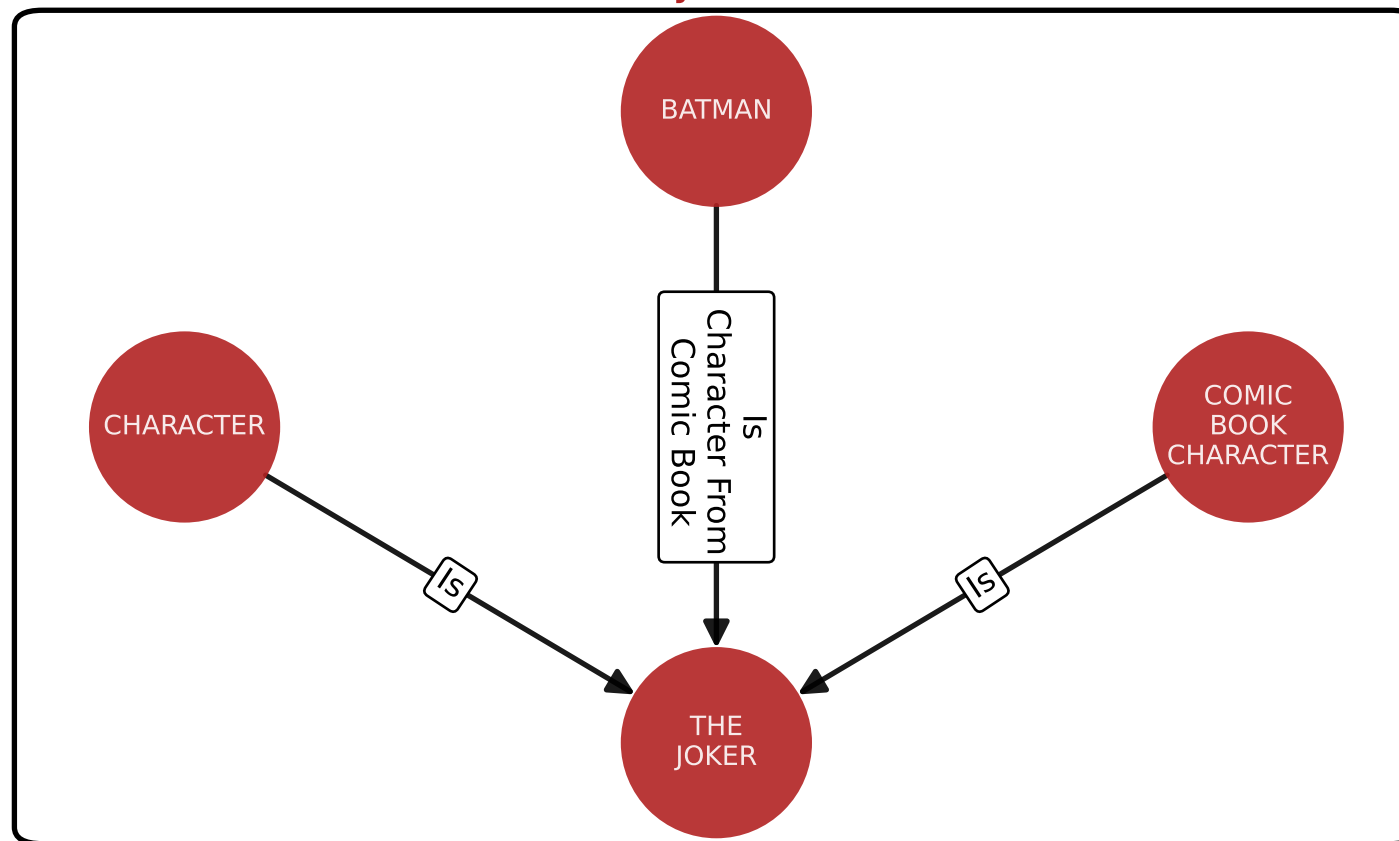 BATMAN
Is
Character From
Comic Book
CHARACTER
COMIC
BOOK
CHARACTER
Is
Is
THE
JOKER